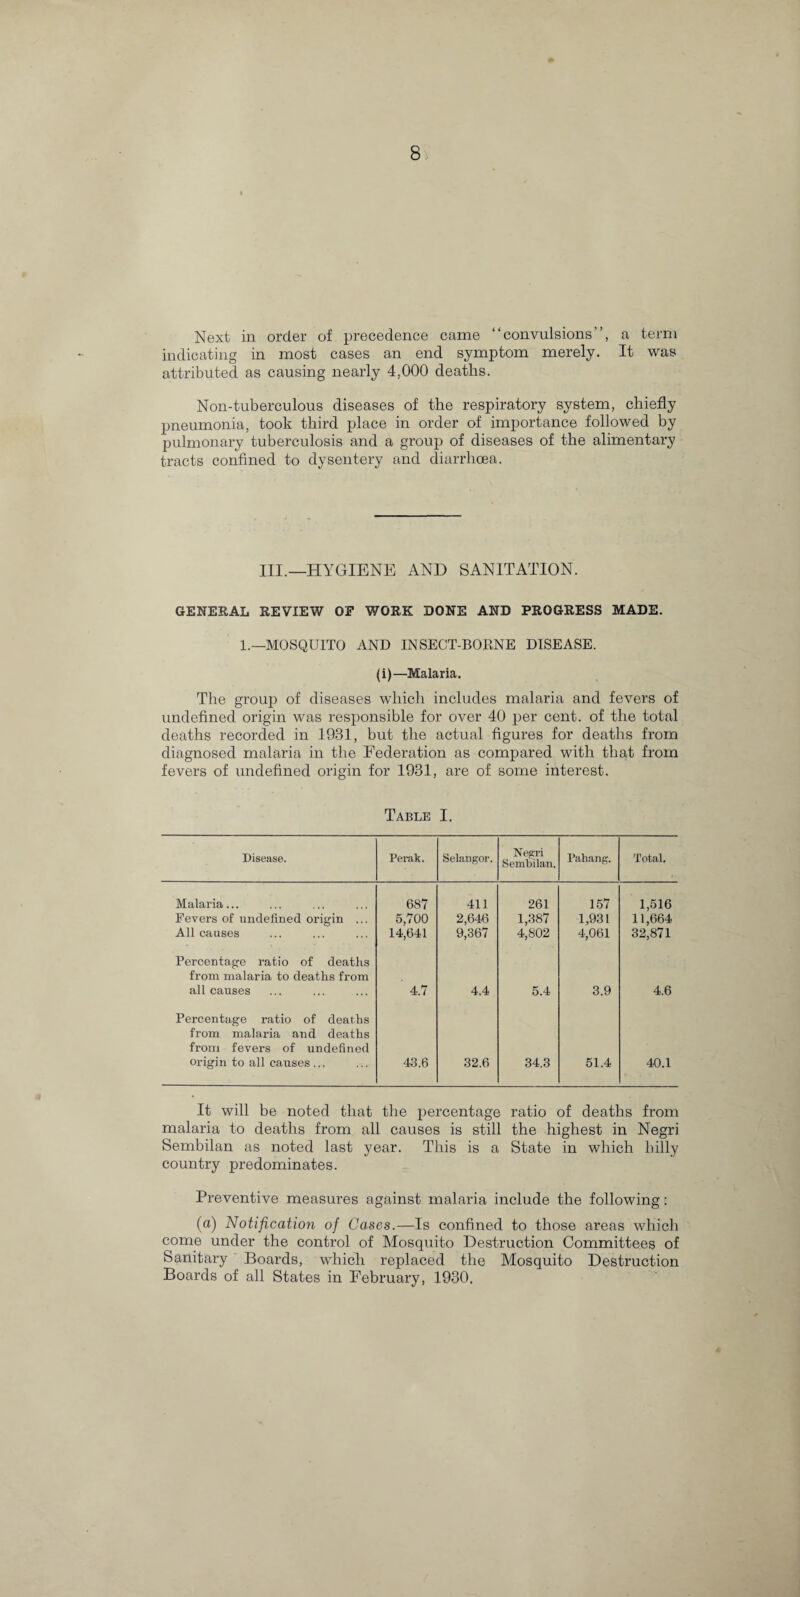 8
Next in order of precedence came “convulsions”, a term
indicating in most cases an end symptom merely. It was
attributed as causing nearly 4,000 deaths.
Non-tuberculous diseases of the respiratory system, chiefly
pneumonia, took third place in order of importance followed by
pulmonary tuberculosis and a group of diseases of the alimentary
tracts confined to dysentery and diarrhœa.
III.—HYGIENE AND SANITATION.
GENERAL REVIEW OF WORK DONE AND PROGRESS MADE.
1.—MOSQUITO AND INSECT-BORNE DISEASE.
(i)—Malaria.
The group of diseases which includes malaria and fevers of
undefined origin was responsible for over 40 per cent. of the total
deaths recorded in 1931, but the actual figures for deaths from
diagnosed malaria in the Federation as compared with that from
fevers of undefined origin for 1931, are of some interest.
TABLE I.
Disease. Perak. Selangor. Negri Sembilan. Pahang. Total.
Malaria... ... ... ... 687 411 261 157 1,516
Fevers of undefined origin ... 5,700 2,646 1,387 1,931 11,664
All causes ... ... ... 14,641 9,367 4,802 4,061 32,871
Percentage ratio of deaths
from malaria to deaths from
all causes ... ... ... 4.7 4.4 5.4 3.9 4.6
Percentage ratio of deaths
from malaria and deaths
from fevers of undefined
origin to all causes ... ... 43.6 32.6 34.3 51.4 40.1
It will be noted that the percentage ratio of deaths from
malaria to deaths from all causes is still the highest in Negri
Sembilan as noted last year. This is a State in which hilly
country predominates.
Preventive measures against malaria include the following:
(a) Notification of Cases.—Is confined to those areas which
come under the control of Mosquito Destruction Committees of
Sanitary Boards, which replaced the Mosquito Destruction
Boards of all States in February, 1930.